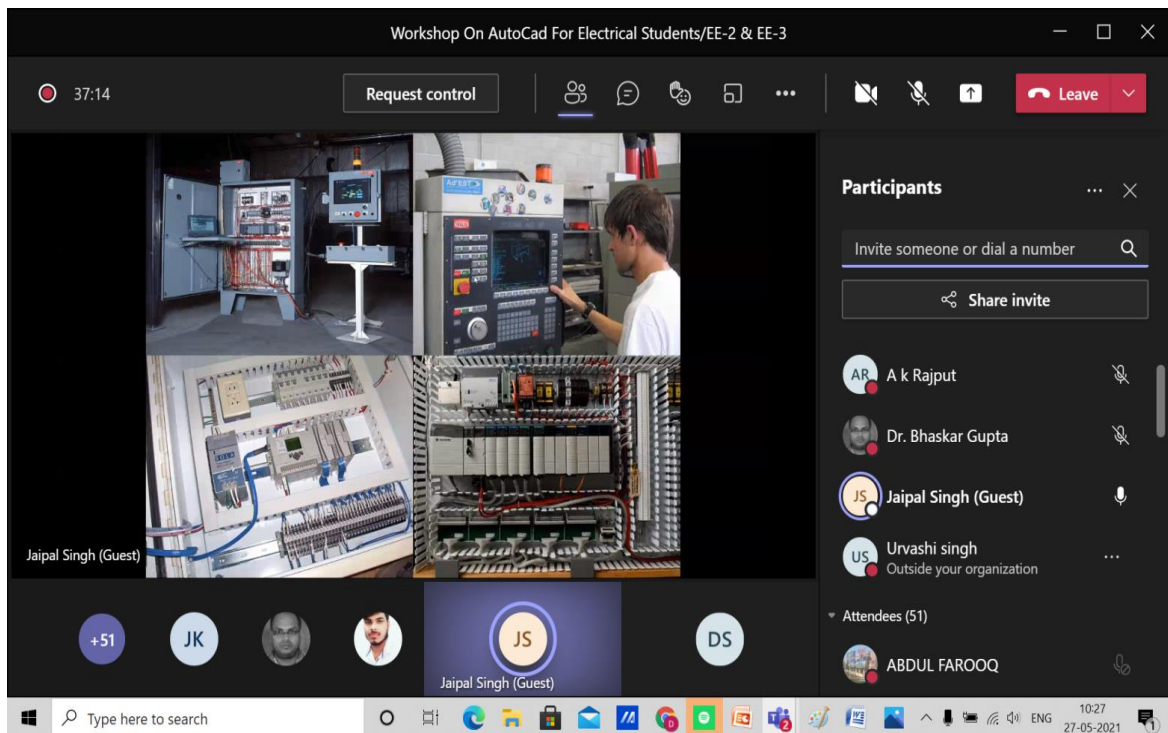 Workshop On AutoCad For Electrical Students/EE-2 & EE-3
37:14
Request control
Leave
Participants
Invite someone or dial a number
Share invite
AR A k Rajput
Dr. Bhaskar Gupta
JS Jaipal Singh (Guest)
US Urvashi singh
Outside your organization
Attendees (51)
ABDUL FAROOQ
SOLA
Jaipal Singh (Guest)
+51
JK
JS
DS
Jaipal Singh (Guest)
Type here to search
2
ENG
10:27
27-05-2021
1